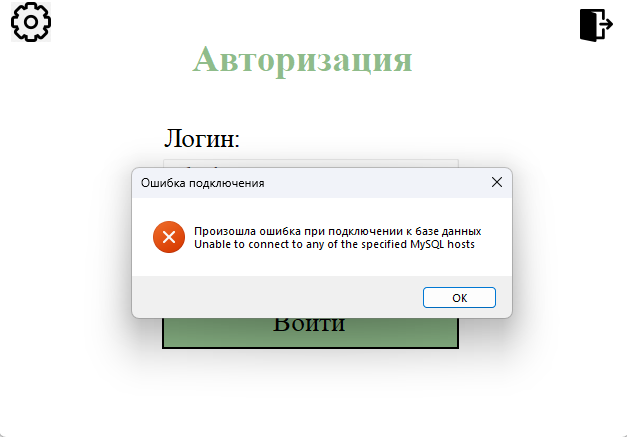 Авторизация
Логин:
Ошибка подключения
Произошла ошибка при подключении к базе данных
Unable to connect to any of the specified MySQL hosts
OK
Войти